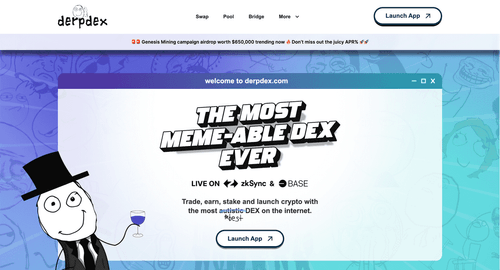 derpdex
Swap Pool Bridge More Launch App
Genesis Mining campaign airdrop worth $650,000 trending now Don't miss out the juicy APR%
welcome to derpdex.com
THE MOST
MEME-ABLE DEX
EVER
LIVE ON zkSync & BASE
Trade, earn, stake and launch crypto with
the most autistic DEX on the internet.
Launch App